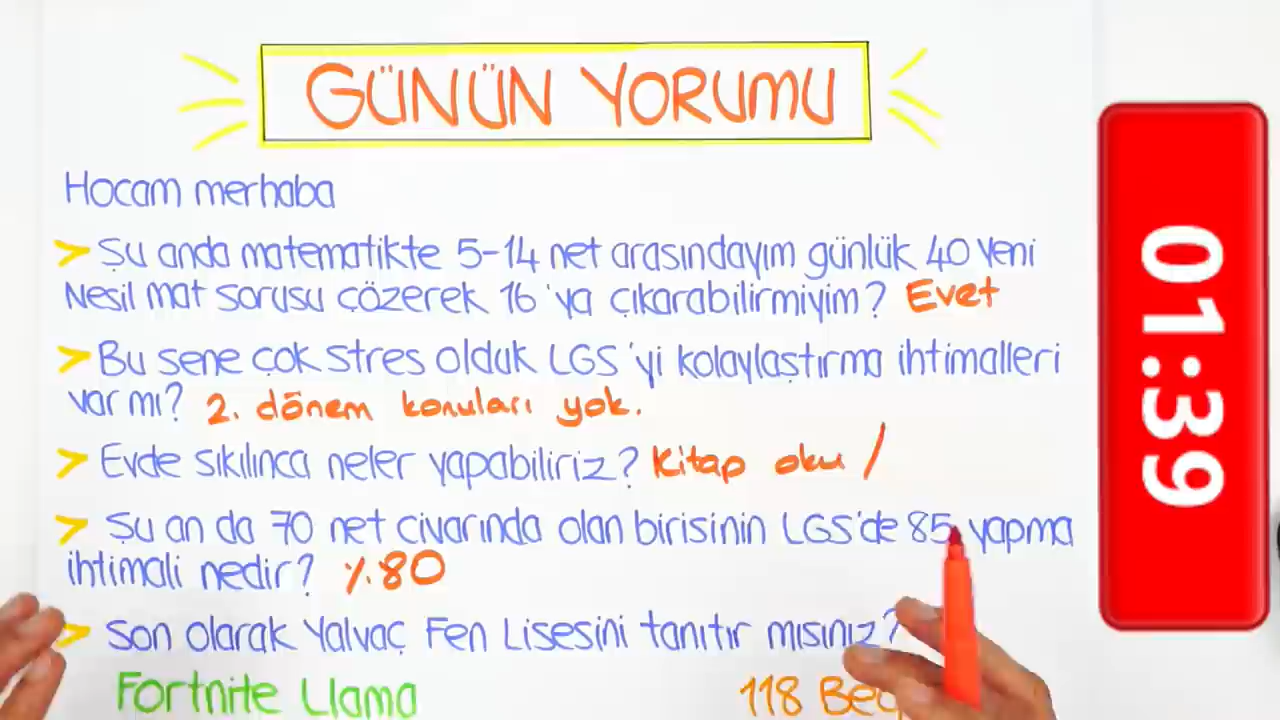 GÜNÜN YORUMU
Hocam merhaba
> Şu anda matematikte 5-14 net arasındayım günlük 40 yeni
Nesil mat sorusu çözerek 16'ya çıkarabilirmiyim? Evet
> Bu sene çok stres olduk LGS'yi kolaylaştırma ihtimalleri
var mı? 2. dönem konuları yok.
> Evde sıkılınca neler yapabiliriz? Kitap oku /
> Şu an da 70 net civarında olan birisinin LGS'de 85 yapma
ihtimali nedir? %80
> Son olarak Yalvaç Fen Lisesini tanıtır mısınız?
Fortnite Llama 118 Beğ
01:39